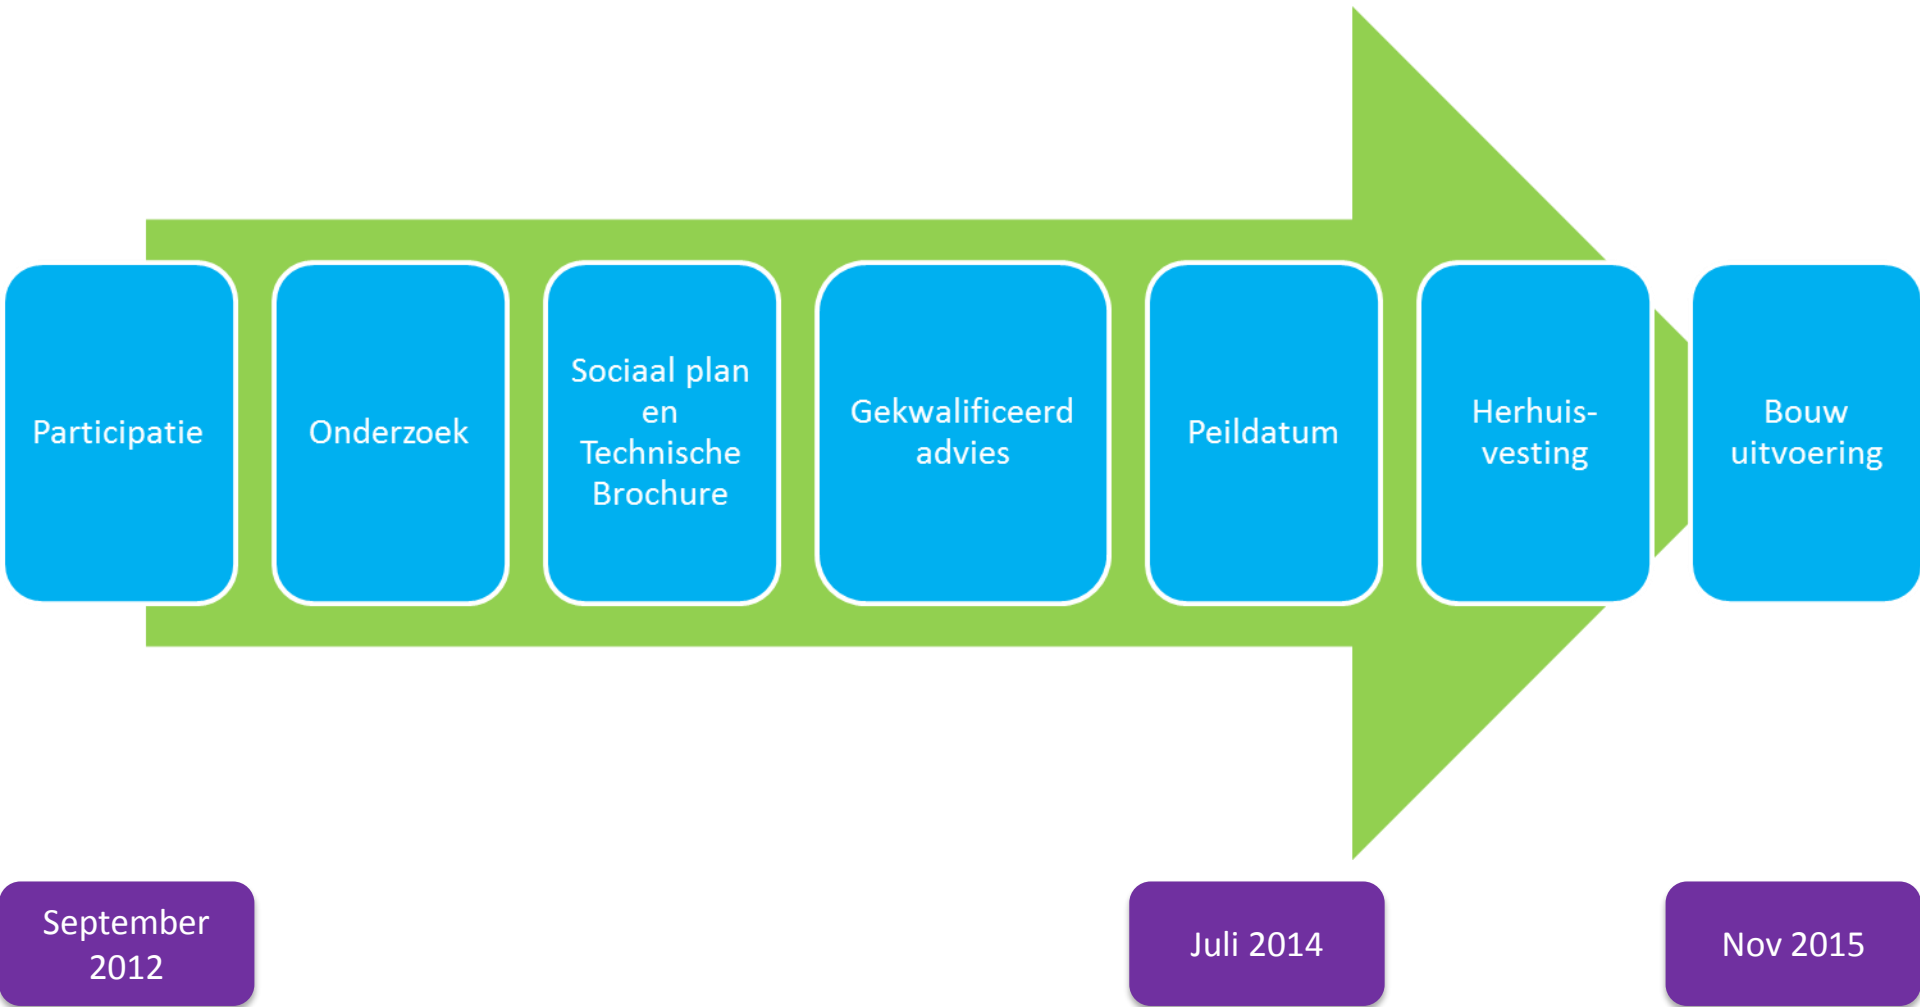 Participatie
Onderzoek
Sociaal plan
en
Technische
Brochure
Gekwalificeerd
advies
Peildatum
Herhuis-
vesting
Bouw
uitvoering
September
2012
Juli 2014
Nov 2015